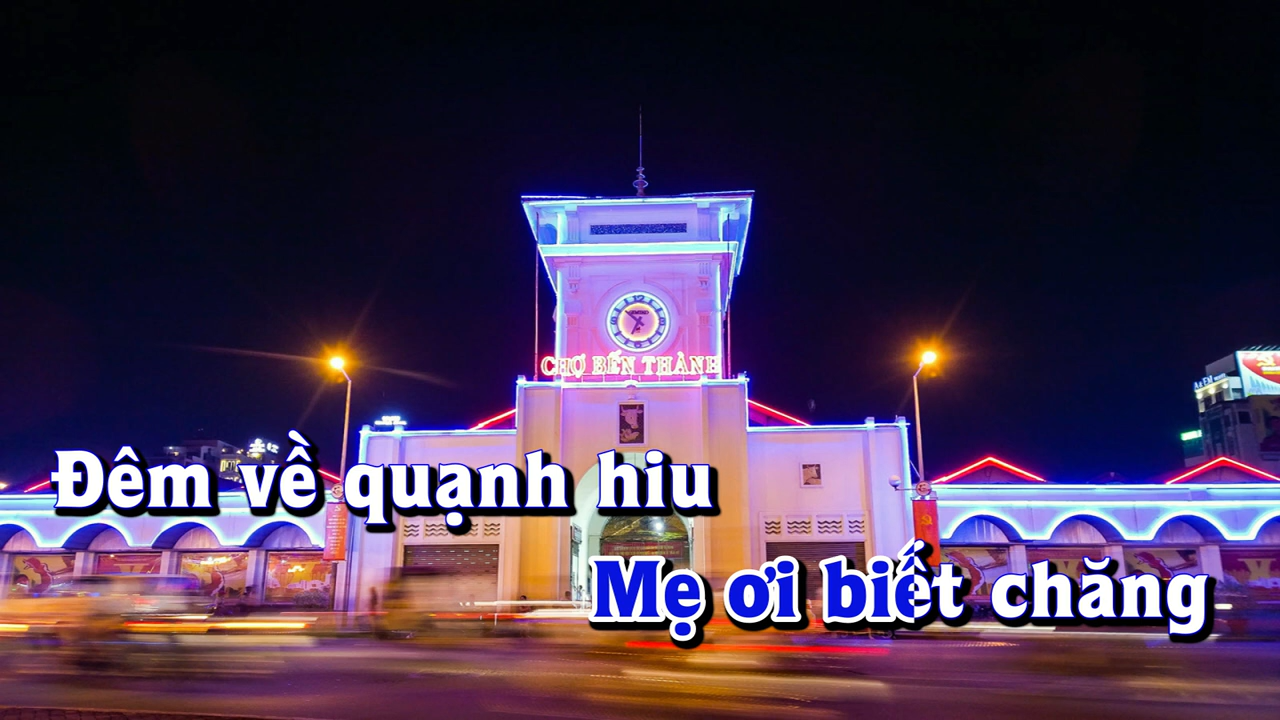 CHỢ BẾN THÀNH
Đêm về quạnh hiu
Mẹ ơi biết chăng